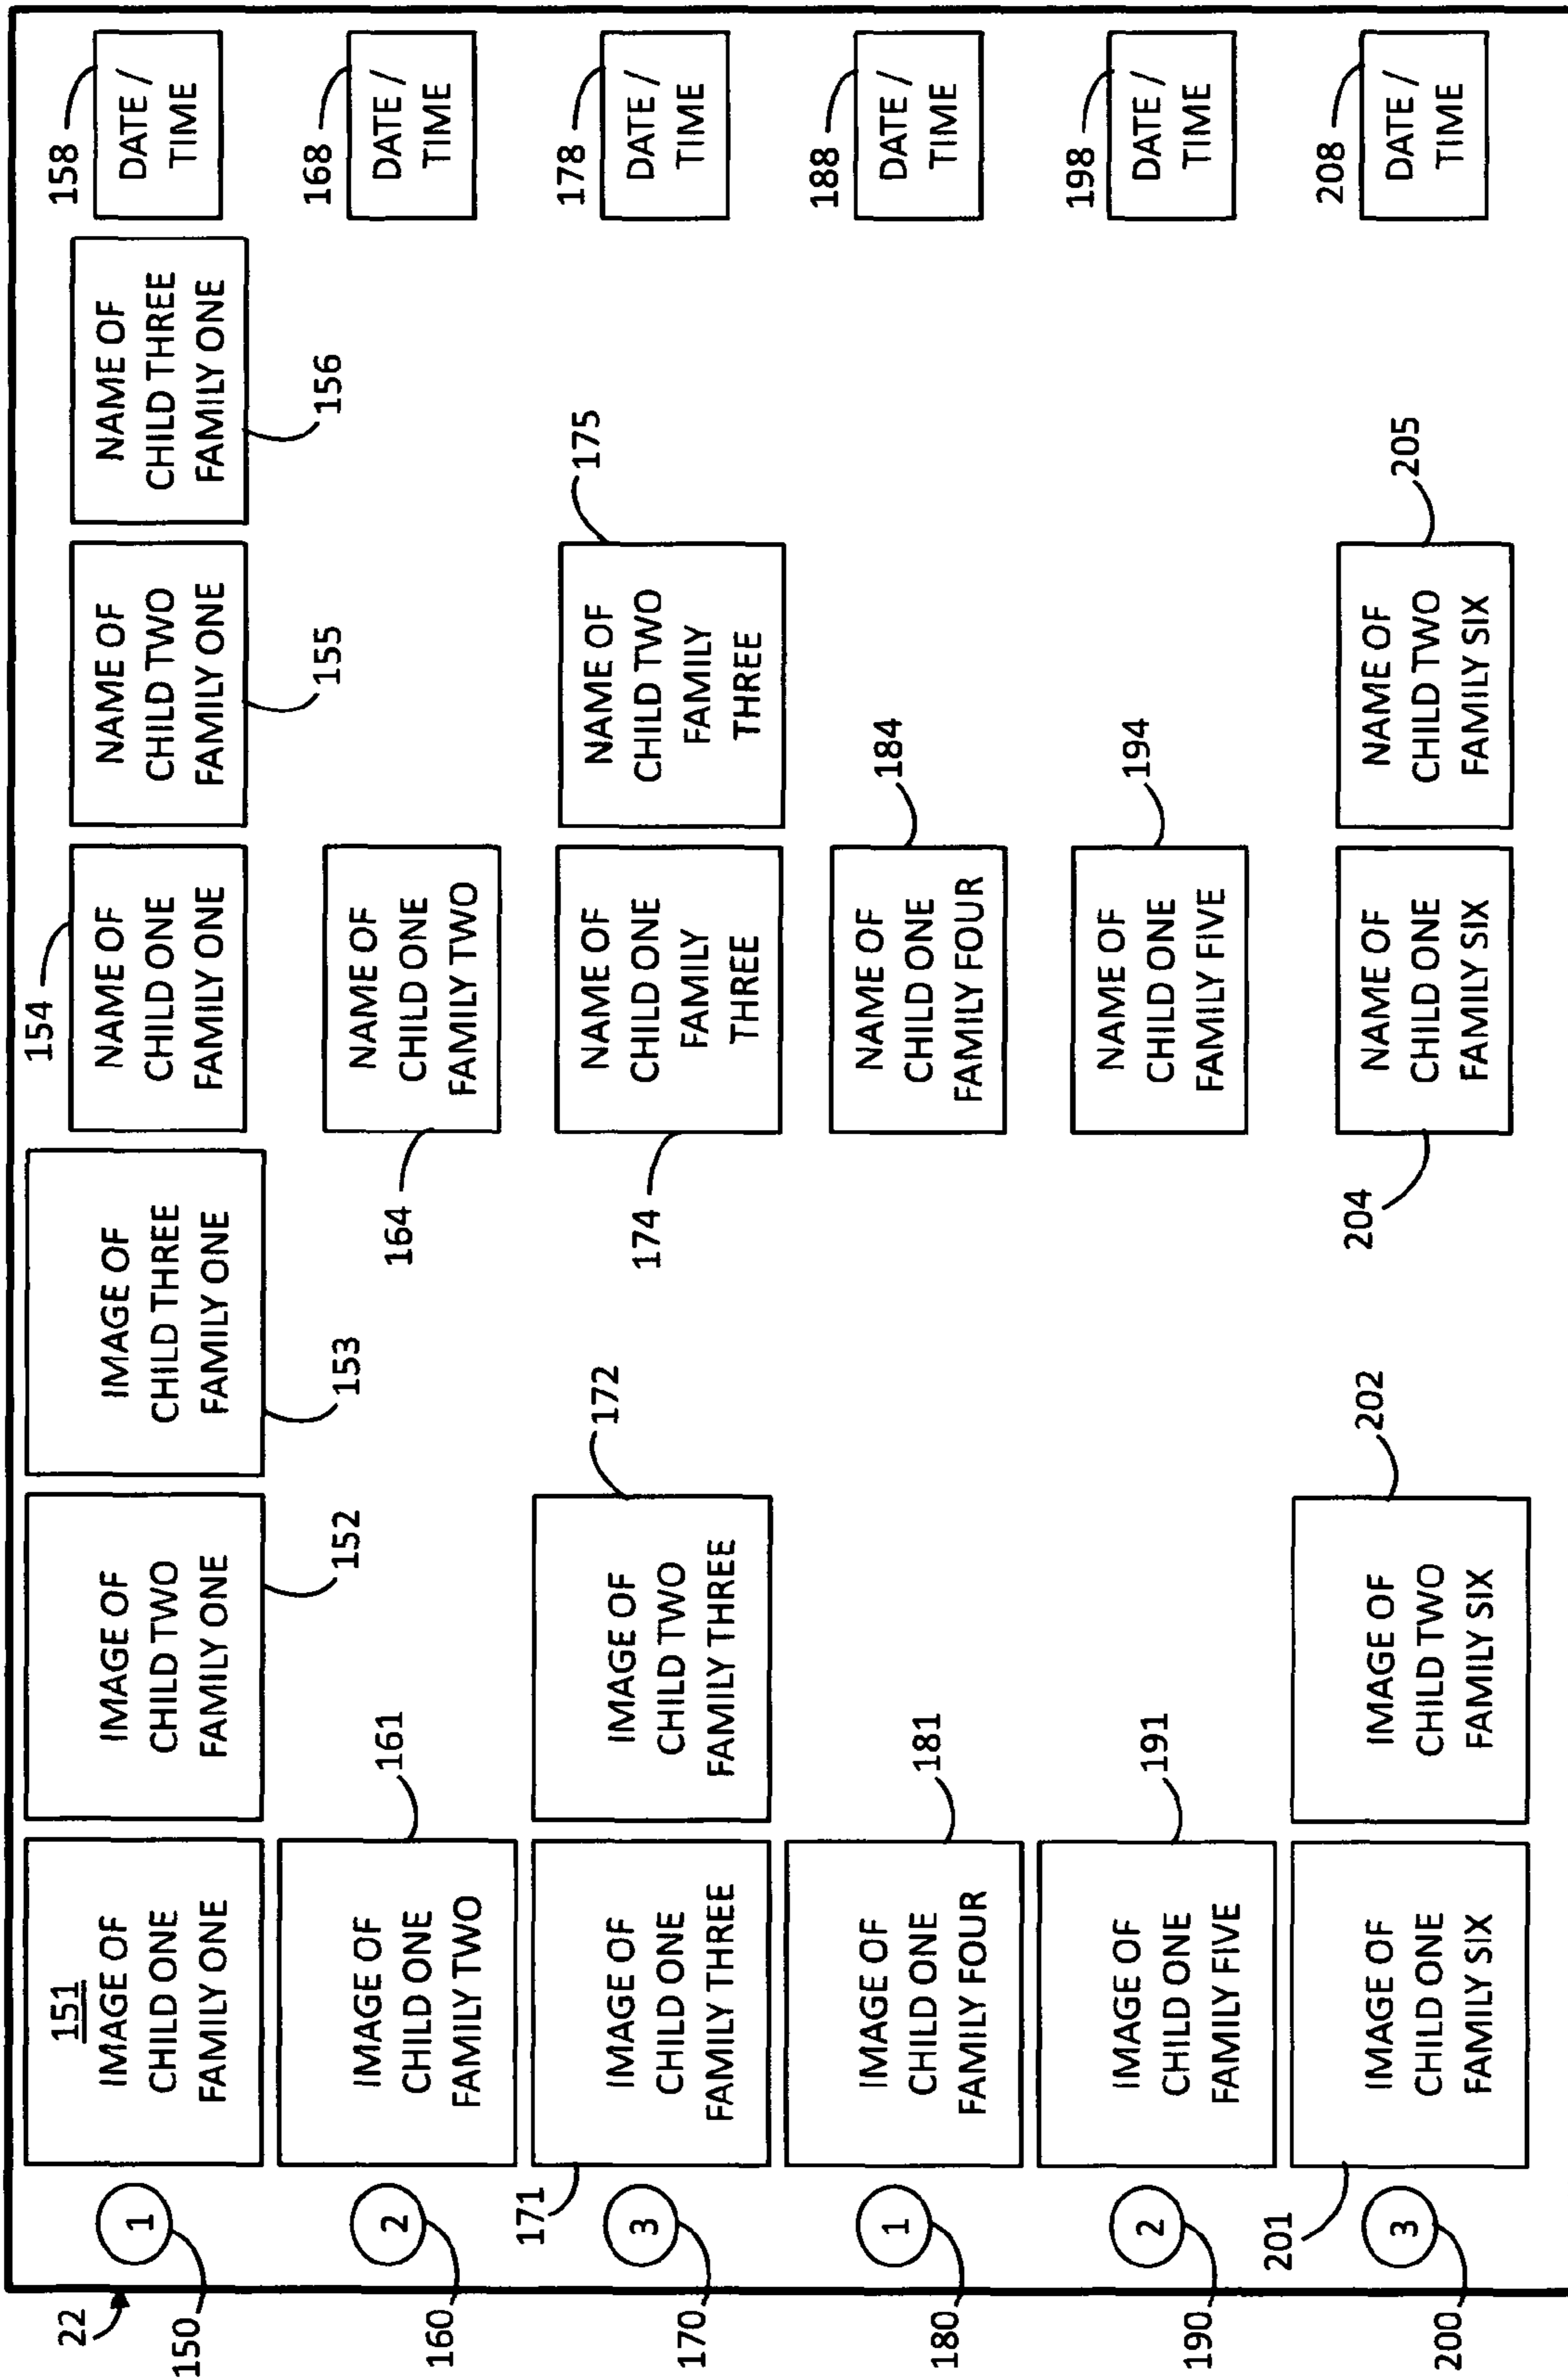 22
150
1
151
IMAGE OF
CHILD ONE
FAMILY ONE
IMAGE OF
CHILD TWO
FAMILY ONE
152
IMAGE OF
CHILD THREE
FAMILY ONE
153
154
NAME OF
CHILD ONE
FAMILY ONE
NAME OF
CHILD TWO
FAMILY ONE
155
NAME OF
CHILD THREE
FAMILY ONE
156
158
DATE /
TIME
160
2
IMAGE OF
CHILD ONE
FAMILY TWO
161
164
NAME OF
CHILD ONE
FAMILY TWO
168
DATE /
TIME
170
3
171
IMAGE OF
CHILD ONE
FAMILY THREE
IMAGE OF
CHILD TWO
FAMILY THREE
172
174
NAME OF
CHILD ONE
FAMILY
THREE
NAME OF
CHILD TWO
FAMILY
THREE
175
178
DATE /
TIME
180
1
IMAGE OF
CHILD ONE
FAMILY FOUR
181
NAME OF
CHILD ONE
FAMILY FOUR
184
188
DATE /
TIME
190
2
IMAGE OF
CHILD ONE
FAMILY FIVE
191
NAME OF
CHILD ONE
FAMILY FIVE
194
198
DATE /
TIME
200
3
201
IMAGE OF
CHILD ONE
FAMILY SIX
IMAGE OF
CHILD TWO
FAMILY SIX
202
204
NAME OF
CHILD ONE
FAMILY SIX
NAME OF
CHILD TWO
FAMILY SIX
205
208
DATE /
TIME